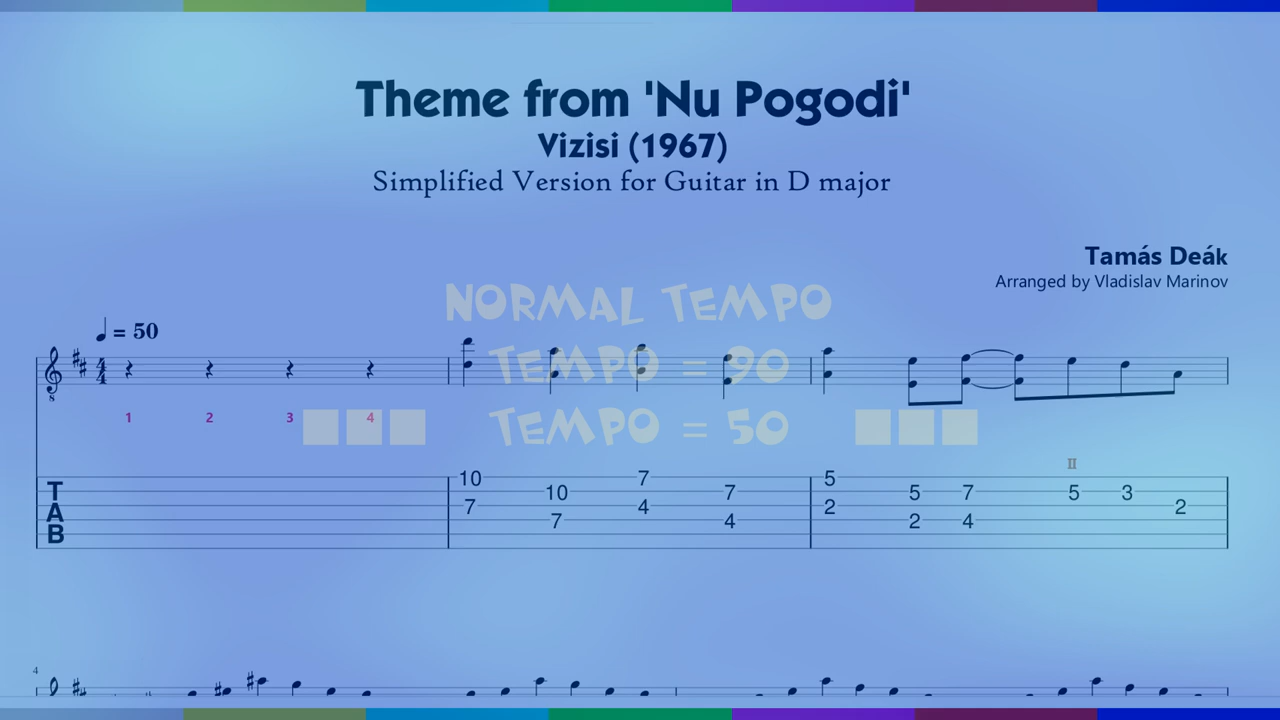 Theme from 'Nu Pogodi'
Vizisi (1967)
Simplified Version for Guitar in D major
Tamás Deák
Arranged by Vladislav Marinov
NORMAL TEMPO
= 50
TEMPO = 90
1 2 3 4
TEMPO = 50
II
10 7 5
10 7 5 7 5 3
7 4 2 2
7 4 2 4
T
A
B
4